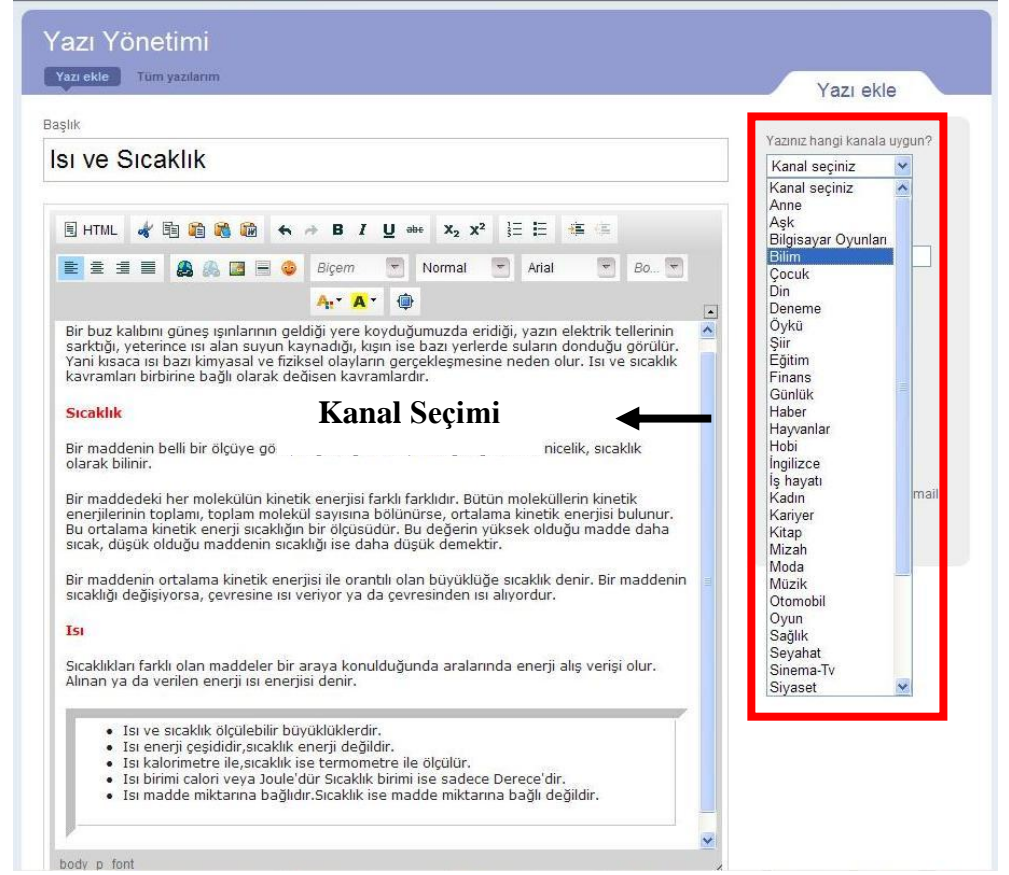 Yazı Yönetimi
Yazı ekle Tüm yazılarım
Yazı ekle
Başlık
Isı ve Sıcaklık
HTML B I U abc X₂ X²
Biçem Normal Arial Bo...
A A
Bir buz kalıbını güneş ışınlarının geldiği yere koyduğumuzda eridiği, yazın elektrik tellerinin
sarktığı, yeterince ısı alan suyun kaynadığı, kışın ise bazı yerlerde suların donduğu görülür.
Yani kısaca ısı bazı kimyasal ve fiziksel olayların gerçekleşmesine neden olur. Isı ve sıcaklık
kavramları birbirine bağlı olarak değisen kavramlardır.
Sıcaklık
Kanal Seçimi
Bir maddenin belli bir ölçüye gö nicelik, sıcaklık
olarak bilinir.
Bir maddedeki her molekülün kinetik enerjisi farklı farklıdır. Bütün moleküllerin kinetik
enerjilerinin toplamı, toplam molekül sayısına bölünürse, ortalama kinetik enerjisi bulunur.
Bu ortalama kinetik enerji sıcaklığın bir ölçüsüdür. Bu değerin yüksek olduğu madde daha
sıcak, düşük olduğu maddenin sıcaklığı ise daha düşük demektir.
Bir maddenin ortalama kinetik enerjisi ile orantılı olan büyüklüğe sıcaklık denir. Bir maddenin
sıcaklığı değişiyorsa, çevresine ısı veriyor ya da çevresinden ısı alıyordur.
Isı
Sıcaklıkları farklı olan maddeler bir araya konulduğunda aralarında enerji alış verişi olur.
Alınan ya da verilen enerji ısı enerjisi denir.
• Isı ve sıcaklık ölçülebilir büyüklüklerdir.
• Isı enerji çeşididir,sıcaklık enerji değildir.
• Isı kalorimetre ile,sıcaklık ise termometre ile ölçülür.
• Isı birimi calori veya Joule'dür Sıcaklık birimi ise sadece Derece'dir.
• Isı madde miktarına bağlıdır.Sıcaklık ise madde miktarına bağlı değildir.
body p font
Yazınız hangi kanala uygun?
Kanal seçiniz
Kanal seçiniz
Anne
Aşk
Bilgisayar Oyunları
Bilim
Çocuk
Din
Deneme
Öykü
Şiir
Eğitim
Finans
Günlük
Haber
Hayvanlar
Hobi
İngilizce
İş hayatı
Kadın
mail
Kariyer
Kitap
Mizah
Moda
Müzik
Otomobil
Oyun
Sağlık
Seyahat
Sinema-Tv
Siyaset